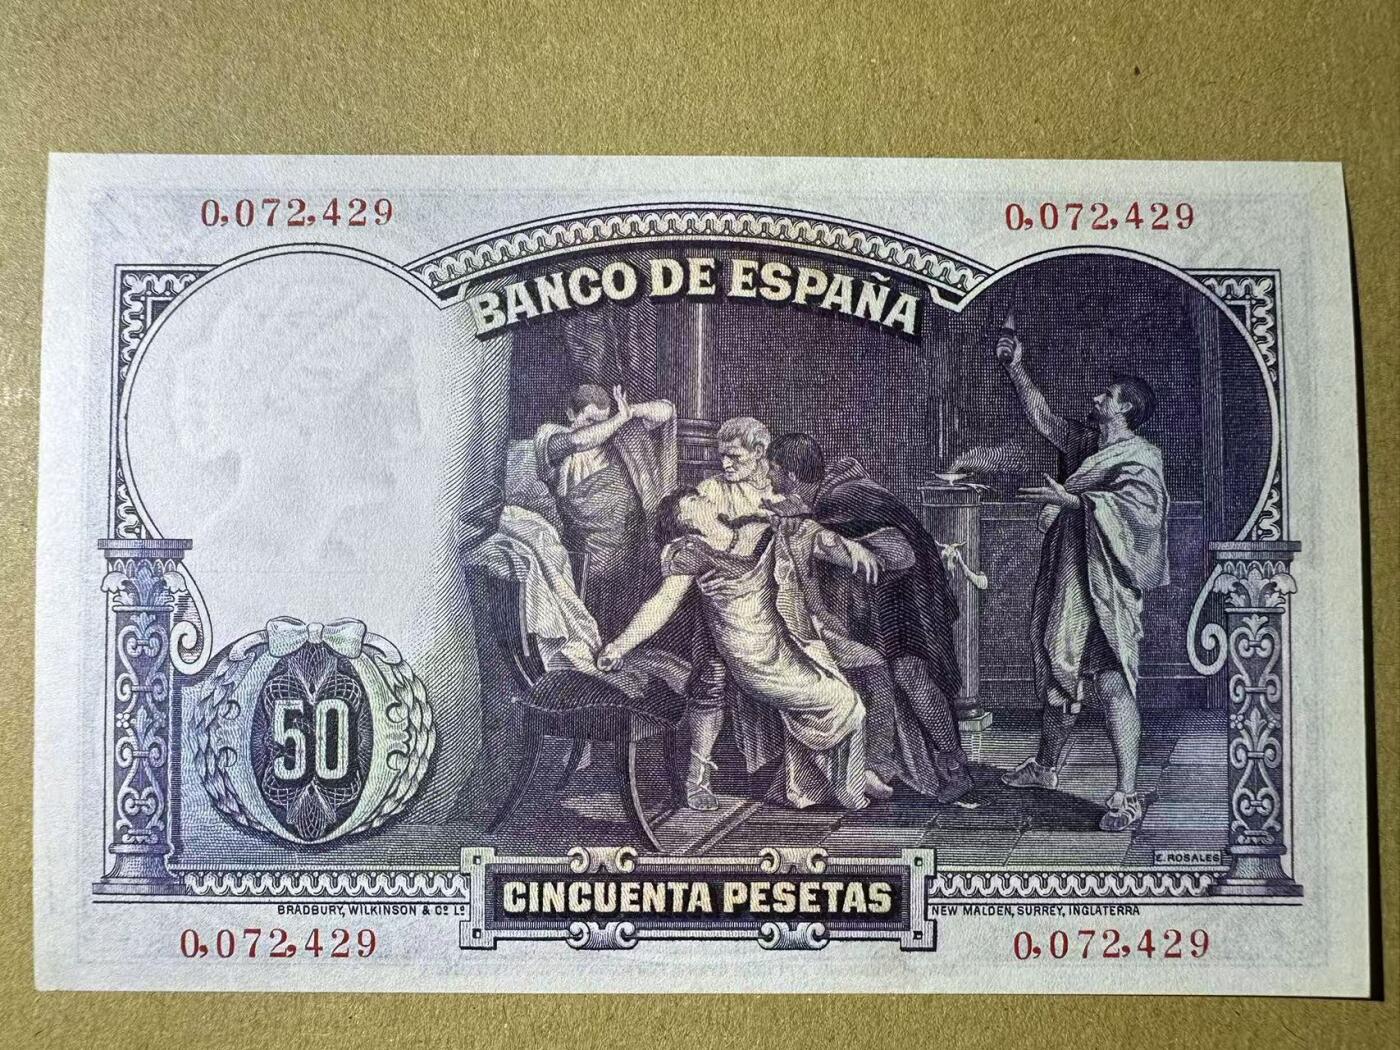 0,072,429
0,072,429
BANCO DE ESPAÑA
50
E. ROSALES
CINCUENTA PESETAS
BRADBURY, WILKINSON & Cº Lº
NEW MALDEN, SURREY, INGLATERRA
0,072,429
0,072,429